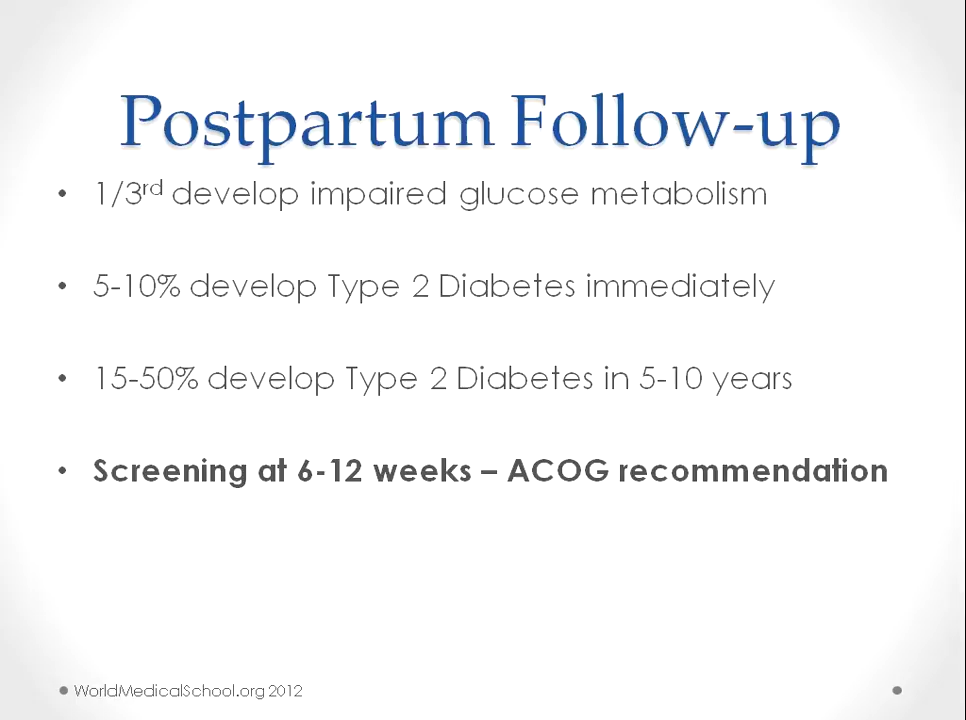 Postpartum Follow-up
• 1/3rd develop impaired glucose metabolism
• 5-10% develop Type 2 Diabetes immediately
• 15-50% develop Type 2 Diabetes in 5-10 years
• Screening at 6-12 weeks – ACOG recommendation
WorldMedicalSchool.org 2012